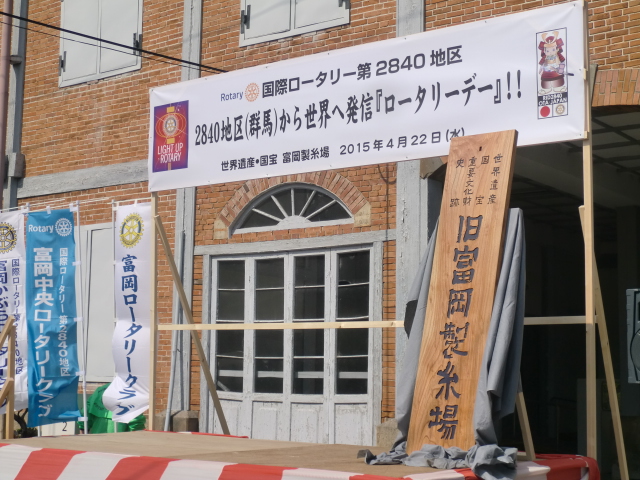 Rotary 国際ロータリー第2840地区
2840地区(群馬)から世界へ発信『ロータリーデー』!!
世界遺産・国宝 富岡製糸場 2015年4月22日(水)
LIGHT UP
ROTARY
世界遺産
国宝
重要文化財
史跡
旧富岡製糸場
富岡ロータリークラブ
Rotary
国際ロータリー第2840地区
富岡中央ロータリークラブ